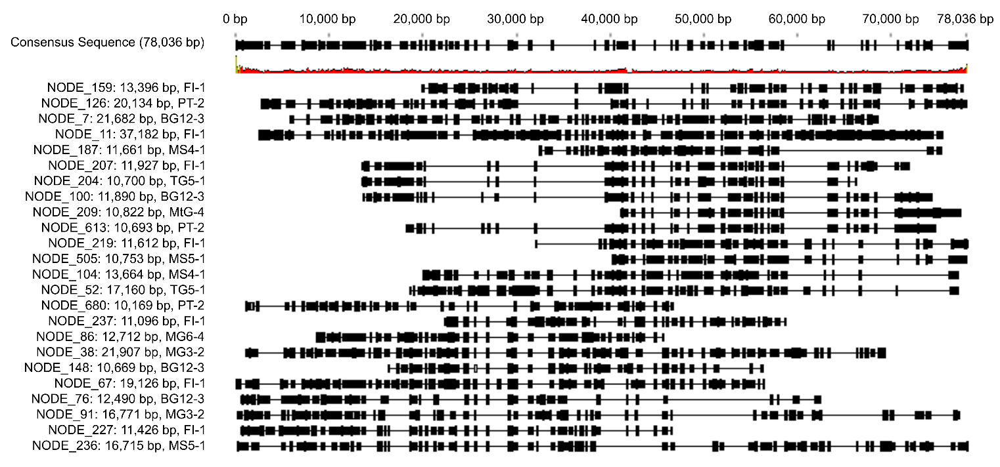 0 bp 10,000 bp 20,000 bp 30,000 bp 40,000 bp 50,000 bp 60,000 bp 70,000 bp 78,036 bp
Consensus Sequence (78,036 bp)
NODE_159: 13,396 bp, FI-1
NODE_126: 20,134 bp, PT-2
NODE_7: 21,682 bp, BG12-3
NODE_11: 37,182 bp, FI-1
NODE_187: 11,661 bp, MS4-1
NODE_207: 11,927 bp, FI-1
NODE_204: 10,700 bp, TG5-1
NODE_100: 11,890 bp, BG12-3
NODE_209: 10,822 bp, MtG-4
NODE_613: 10,693 bp, PT-2
NODE_219: 11,612 bp, FI-1
NODE_505: 10,753 bp, MS5-1
NODE_104: 13,664 bp, MS4-1
NODE_52: 17,160 bp, TG5-1
NODE_680: 10,169 bp, PT-2
NODE_237: 11,096 bp, FI-1
NODE_86: 12,712 bp, MG6-4
NODE_38: 21,907 bp, MG3-2
NODE_148: 10,669 bp, BG12-3
NODE_67: 19,126 bp, FI-1
NODE_76: 12,490 bp, BG12-3
NODE_91: 16,771 bp, MG3-2
NODE_227: 11,426 bp, FI-1
NODE_236: 16,715 bp, MS5-1